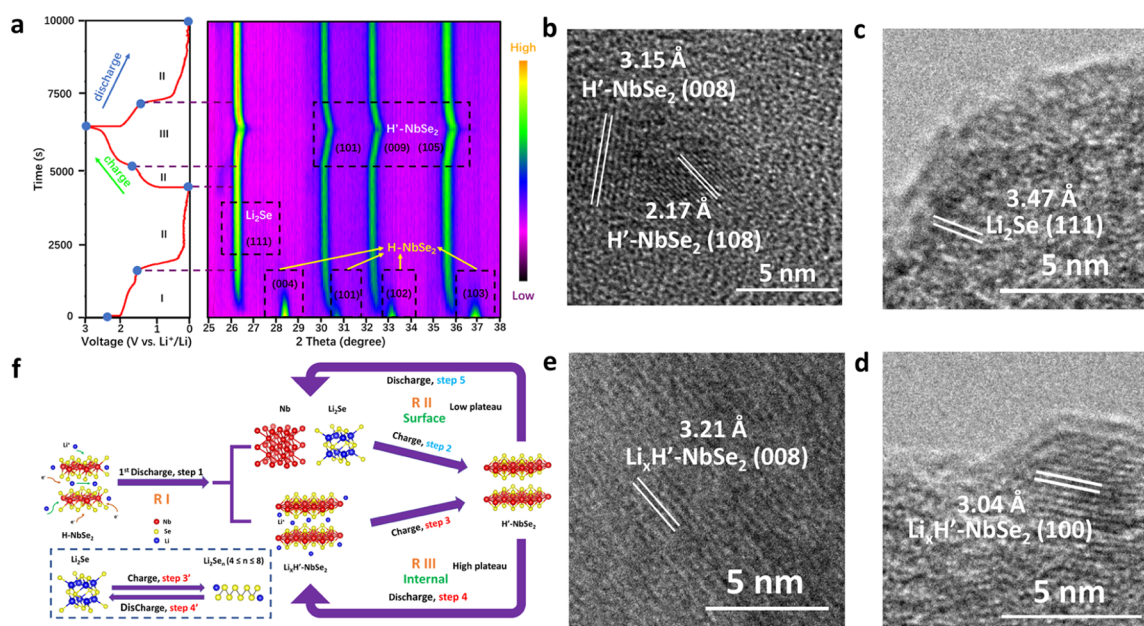 a
10000
7500
5000
2500
0
Time (s)
discharge
charge
II
III
II
II
I
3
2
1
0
Voltage (V vs. Li⁺/Li)
H'-NbSe₂
(101)
(009)
(105)
Li₂Se
(111)
H-NbSe₂
(004)
(101)
(102)
(103)
25
26
27
28
29
30
31
32
33
34
35
36
37
38
2 Theta (degree)
High
Low
b
3.15 Å
H'-NbSe₂ (008)
2.17 Å
H'-NbSe₂ (108)
5 nm
c
3.47 Å
Li₂Se (111)
5 nm
f
Discharge, step 5
R II
Surface
Low plateau
Nb
Li₂Se
Charge, step 2
Li⁺
e⁻
1st Discharge, step 1
R I
H-NbSe₂
Nb
Se
Li
Li⁺
LiₓH'-NbSe₂
H'-NbSe₂
Charge, step 3
R III
Internal
High plateau
Discharge, step 4
Li₂Se
Li₂Seₙ (4 ≤ n ≤ 8)
Charge, step 3'
DisCharge, step 4'
e
3.21 Å
LiₓH'-NbSe₂ (008)
5 nm
d
3.04 Å
LiₓH'-NbSe₂ (100)
5 nm